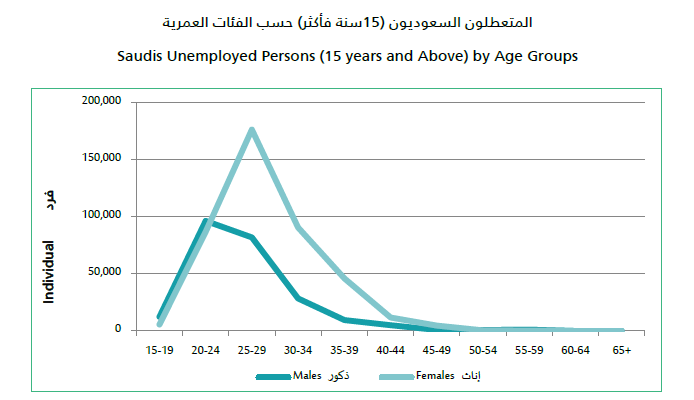 المتعطلون السعوديون (15سنة فأكثر) حسب الفئات العمرية
Saudis Unemployed Persons (15 years and Above) by Age Groups
200,000
150,000
100,000
50,000
0
Individual فرد
15-19 20-24 25-29 30-34 35-39 40-44 45-49 50-54 55-59 60-64 65+
Males ذكور Females إناث